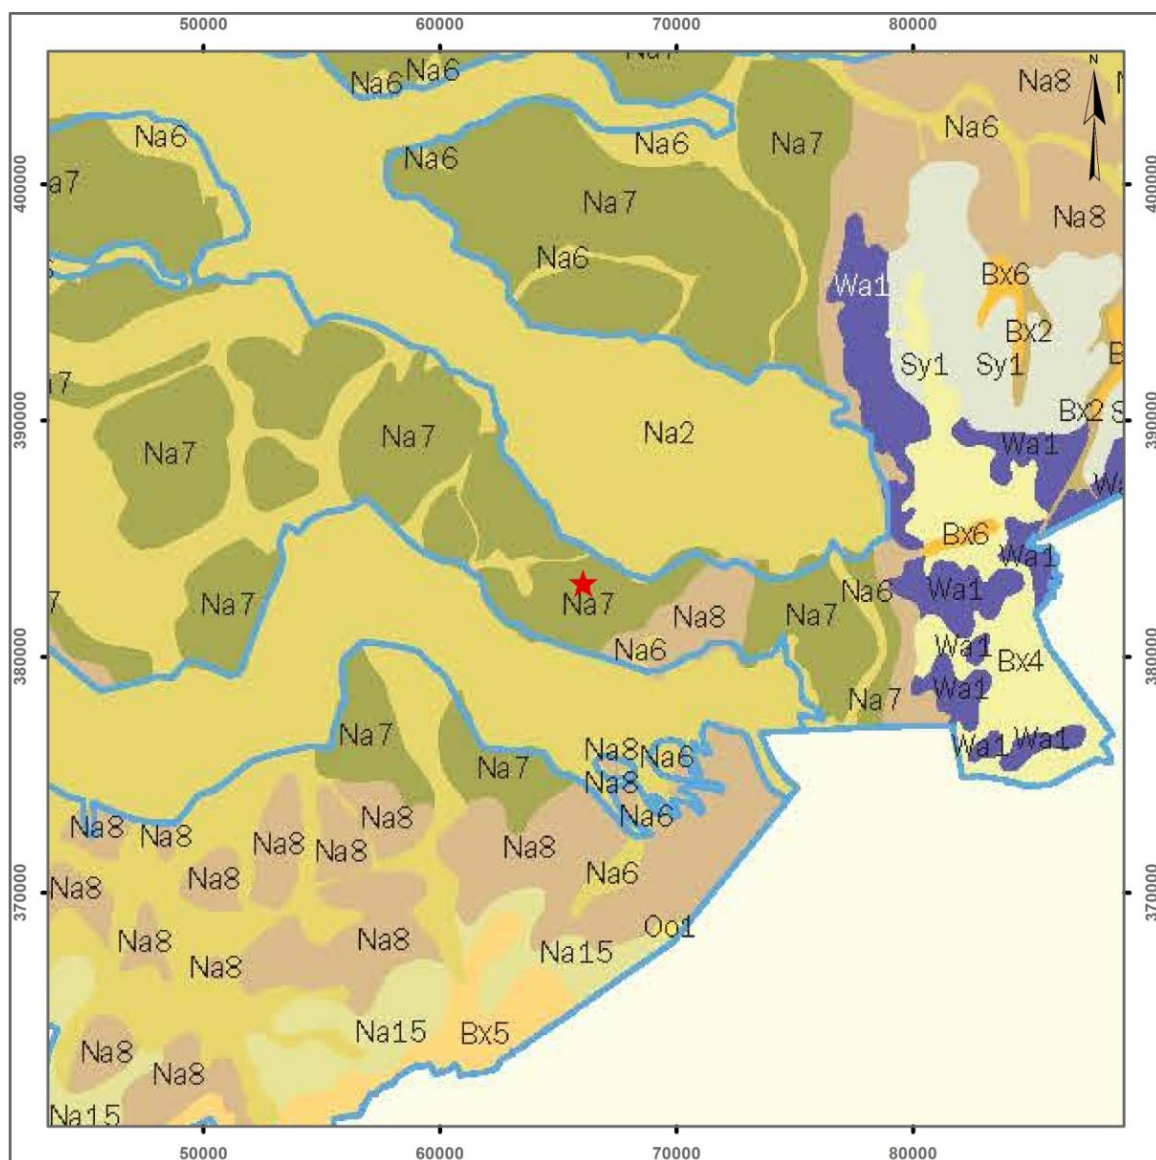 50000 60000 70000 80000
N
Na6 Na6 Na7 Na8
Na6 Na6 Na6 Na7 Na6
400000 a7 Na7 Na8 400000
Na6 Wa1 Bx6
Bx2
Sy1 Sy1
a7
390000 Na7 Na7 Na2 Bx2 S 390000
Wa1
Bx6
Wa1
Na7 Na7 Na8 Na7 Na6 Wa1
380000 Na6 Wa1 Bx4 380000
Na7 Wa1
Na7 Na8 Na6 Wa1 Wa1
Na7 Na8
Na8 Na8 Na8 Na6
Na8 Na8 Na8
370000 Na8 Na8 Na6 370000
Na8 Na8 Oo1
Na8 Na15
Na15 Bx5
Na8
Na8
Na15
50000 60000 70000 80000